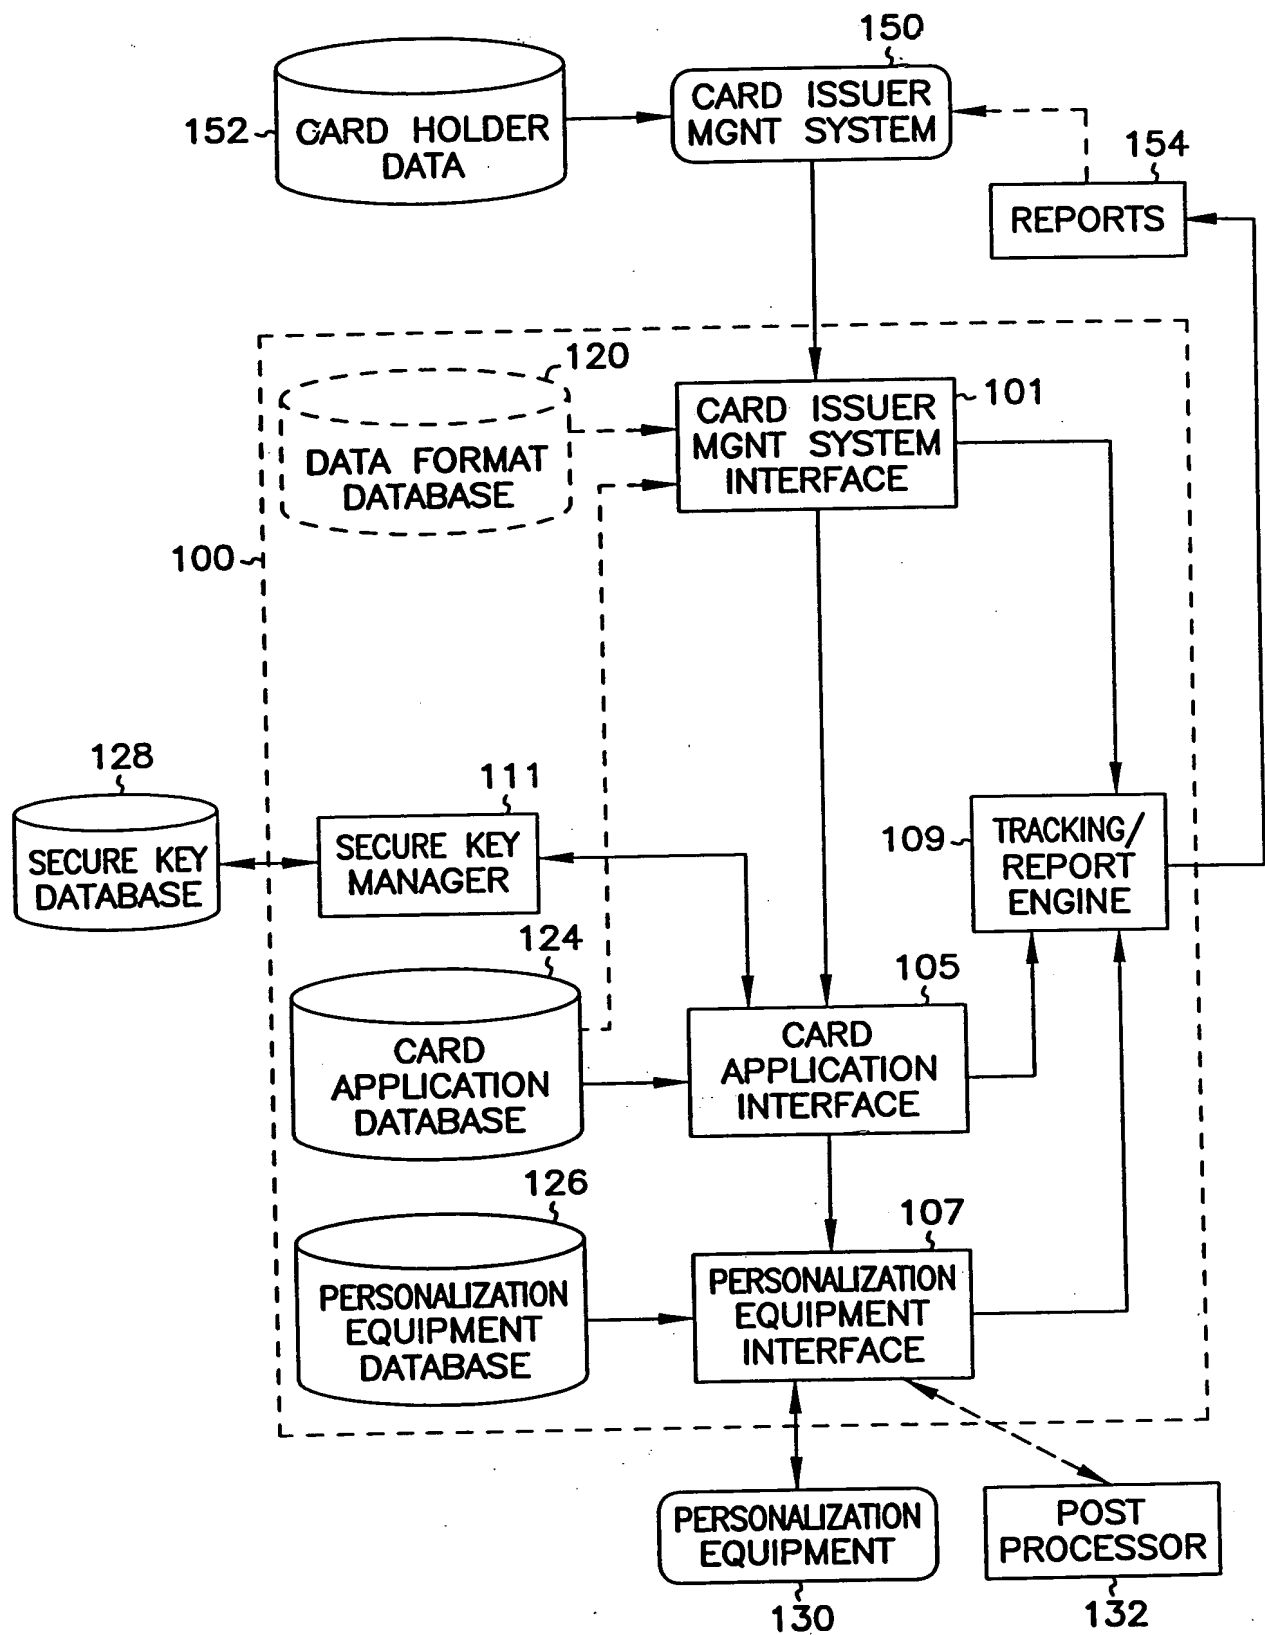 150
CARD ISSUER
MGNT SYSTEM
152
CARD HOLDER
DATA
154
REPORTS
120
DATA FORMAT
DATABASE
101
CARD ISSUER
MGNT SYSTEM
INTERFACE
100
128
SECURE KEY
DATABASE
111
SECURE KEY
MANAGER
109
TRACKING/
REPORT
ENGINE
124
CARD
APPLICATION
DATABASE
105
CARD
APPLICATION
INTERFACE
126
PERSONALIZATION
EQUIPMENT
DATABASE
107
PERSONALIZATION
EQUIPMENT
INTERFACE
PERSONALIZATION
EQUIPMENT
130
POST
PROCESSOR
132